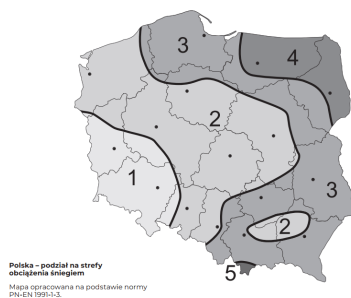 3
4
2
1
3
2
5
Polska – podział na strefy
obciążenia śniegiem
Mapa opracowana na podstawie normy
PN-EN 1991-1-3.